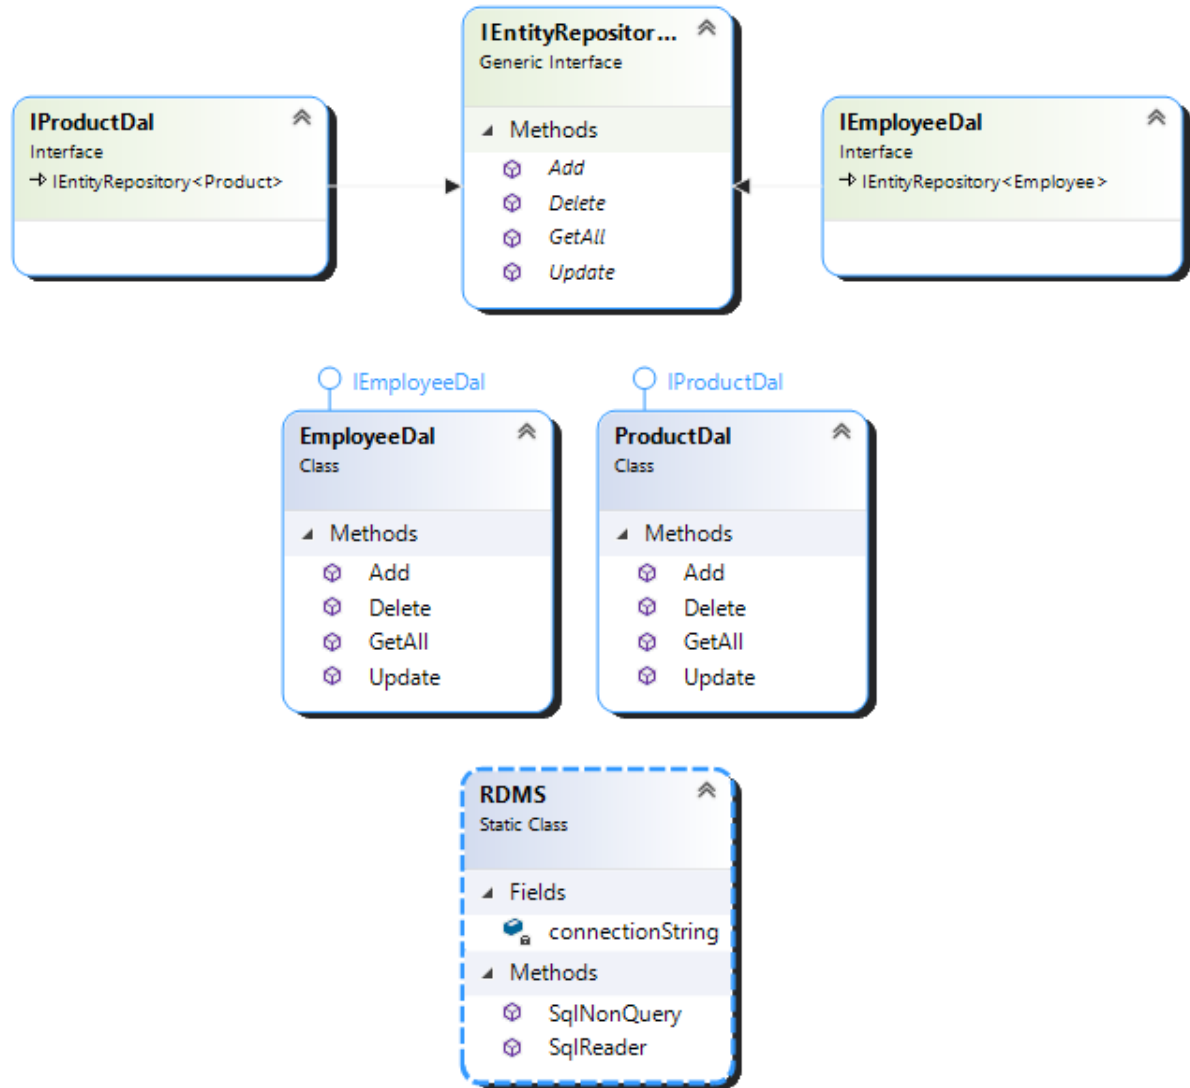 IEntityRepositor...
Generic Interface
Methods
Add
Delete
GetAll
Update
IProductDal
Interface
IEntityRepository<Product>
IEmployeeDal
Interface
IEntityRepository<Employee>
IEmployeeDal
EmployeeDal
Class
Methods
Add
Delete
GetAll
Update
IProductDal
ProductDal
Class
Methods
Add
Delete
GetAll
Update
RDMS
Static Class
Fields
connectionString
Methods
SqlNonQuery
SqlReader